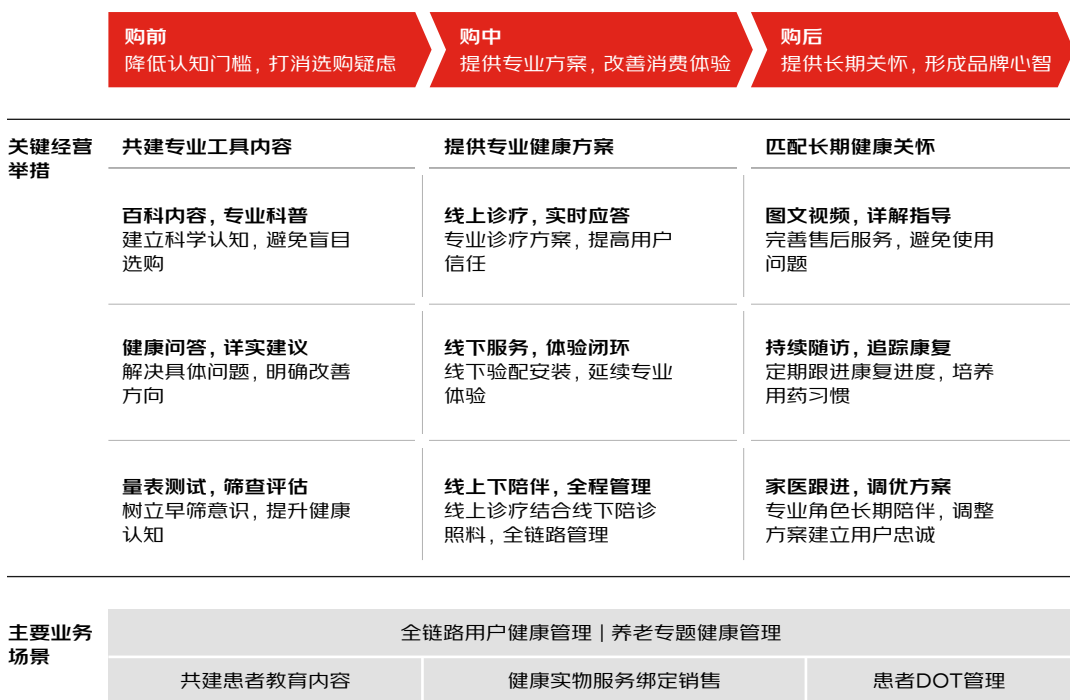 购前
降低认知门槛，打消选购疑虑
购中
提供专业方案，改善消费体验
购后
提供长期关怀，形成品牌心智
关键经营
举措
共建专业工具内容
提供专业健康方案
匹配长期健康关怀
百科内容，专业科普
建立科学认知，避免盲目
选购
线上诊疗，实时应答
专业诊疗方案，提高用户
信任
图文视频，详解指导
完善售后服务，避免使用
问题
健康问答，详实建议
解决具体问题，明确改善
方向
线下服务，体验闭环
线下验配安装，延续专业
体验
持续随访，追踪康复
定期跟进康复进度，培养
用药习惯
量表测试，筛查评估
树立早筛意识，提升健康
认知
线上下陪伴，全程管理
线上诊疗结合线下陪诊
照料，全链路管理
家医跟进，调优方案
专业角色长期陪伴，调整
方案建立用户忠诚
主要业务
场景
全链路用户健康管理 | 养老专题健康管理
共建患者教育内容
健康实物服务绑定销售
患者DOT管理